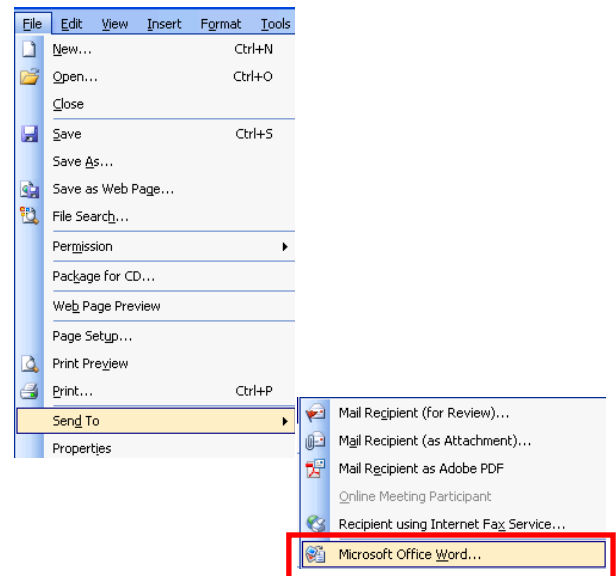 File Edit View Insert Format Tools
New... Ctrl+N
Open... Ctrl+O
Close
Save Ctrl+S
Save As...
Save as Web Page...
File Search...
Permission
Package for CD...
Web Page Preview
Page Setup...
Print Preview
Print... Ctrl+P
Send To
Properties
Mail Recipient (for Review)...
Mail Recipient (as Attachment)...
Mail Recipient as Adobe PDF
Online Meeting Participant
Recipient using Internet Fax Service...
Microsoft Office Word...